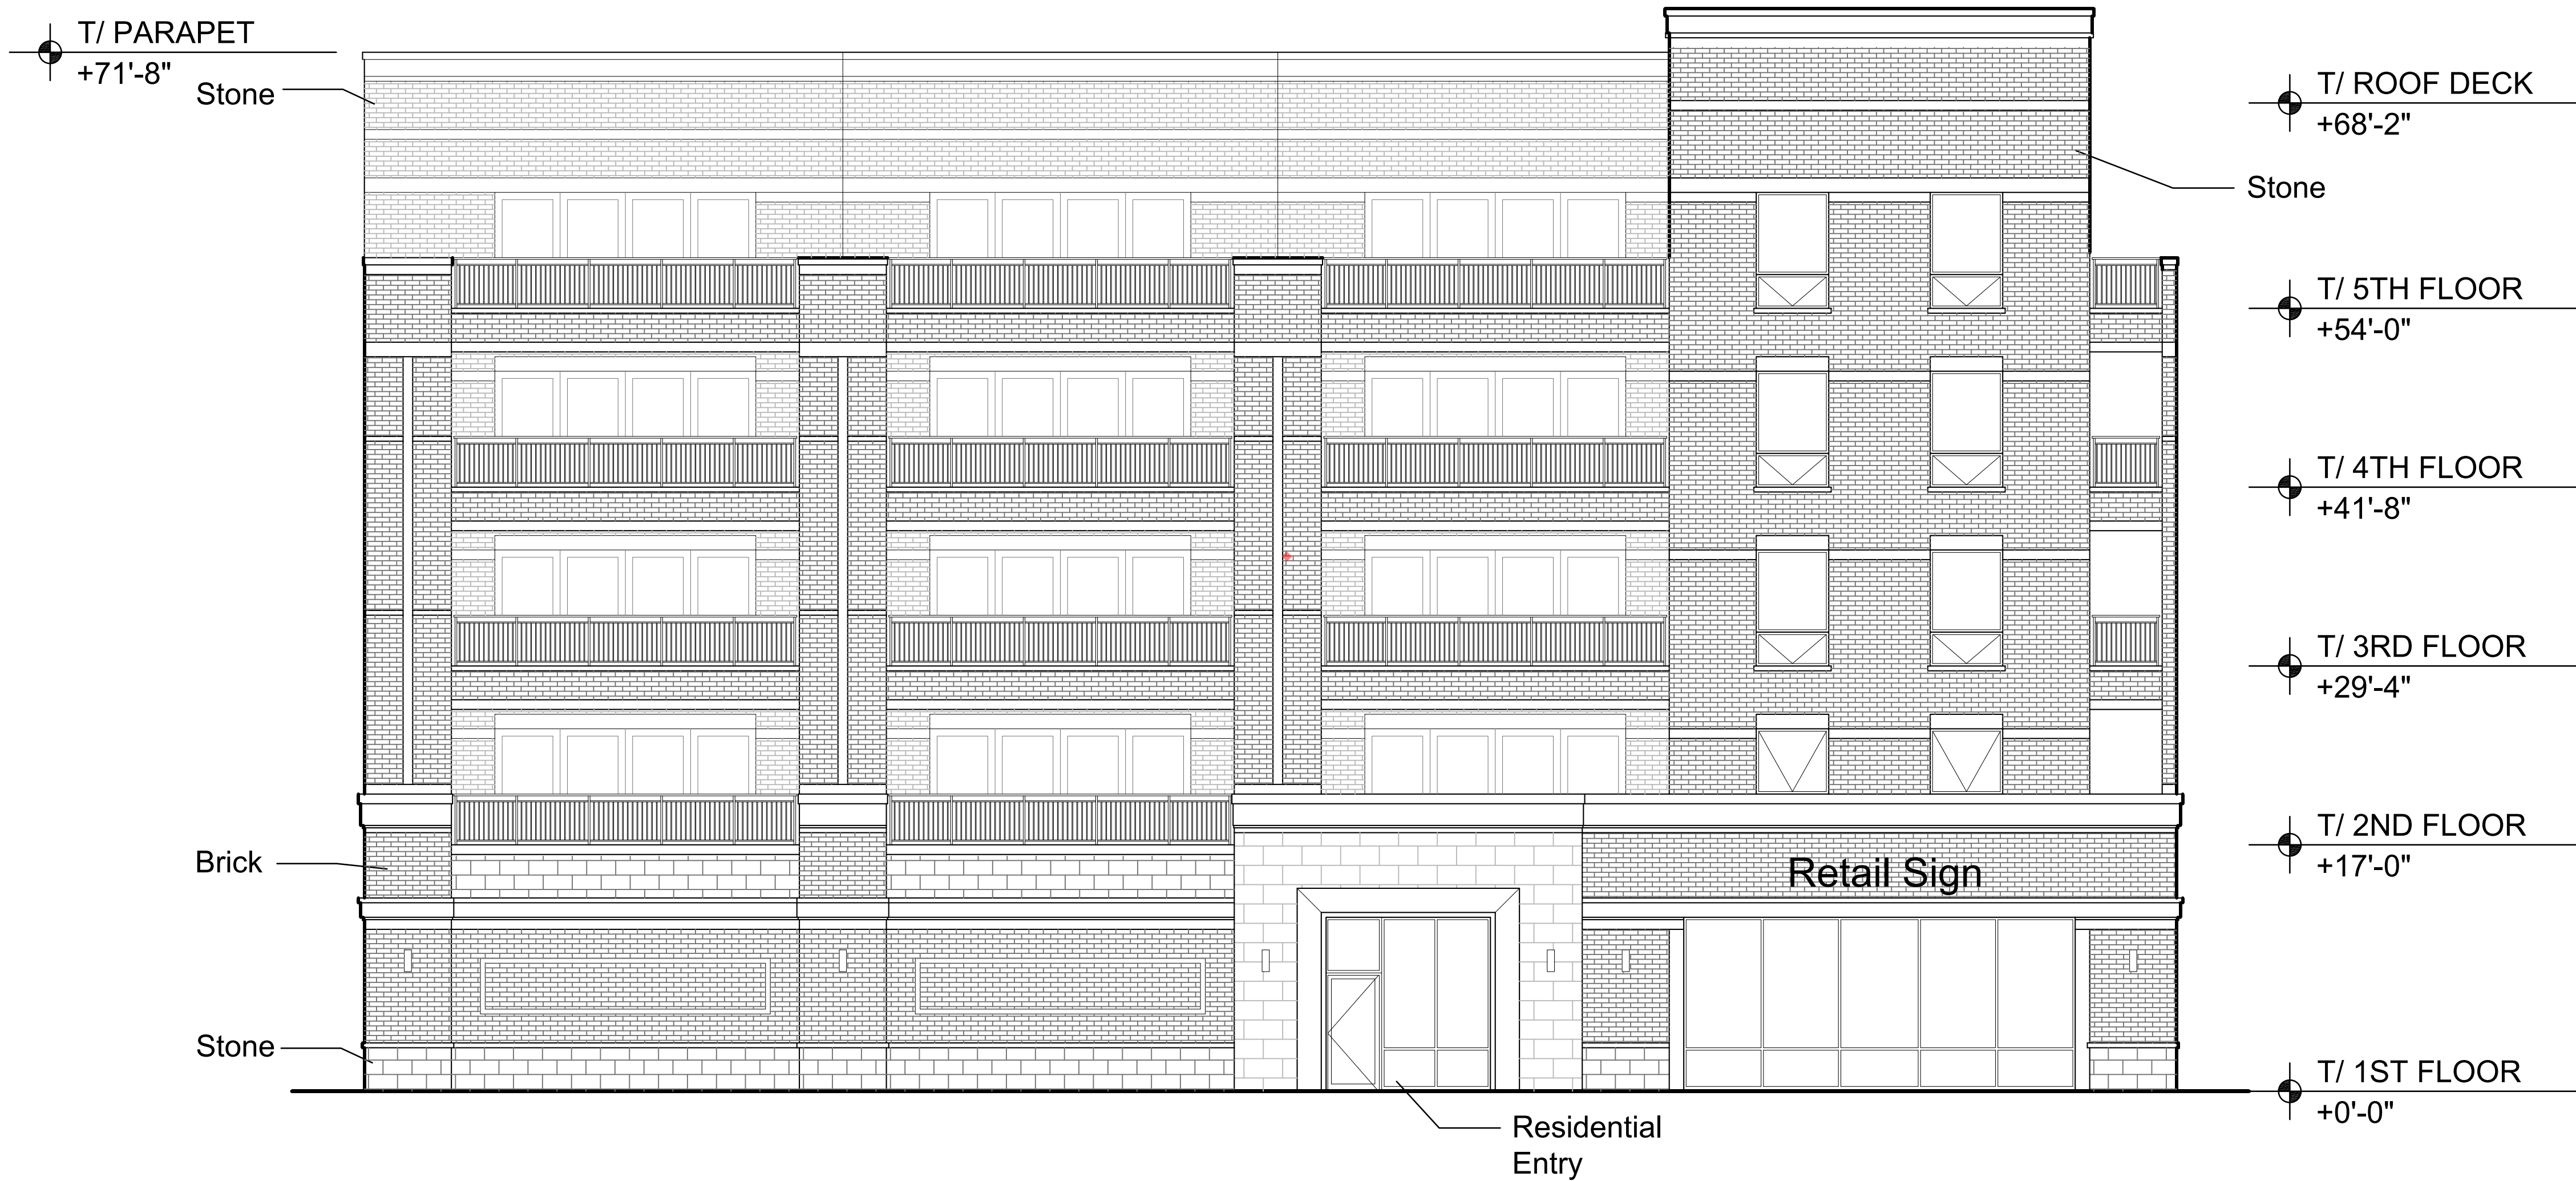 T/ PARAPET
+71'-8"
Stone
T/ ROOF DECK
+68'-2"
Stone
T/ 5TH FLOOR
+54'-0"
T/ 4TH FLOOR
+41'-8"
T/ 3RD FLOOR
+29'-4"
T/ 2ND FLOOR
+17'-0"
Brick
Retail Sign
Stone
T/ 1ST FLOOR
+0'-0"
Residential
Entry